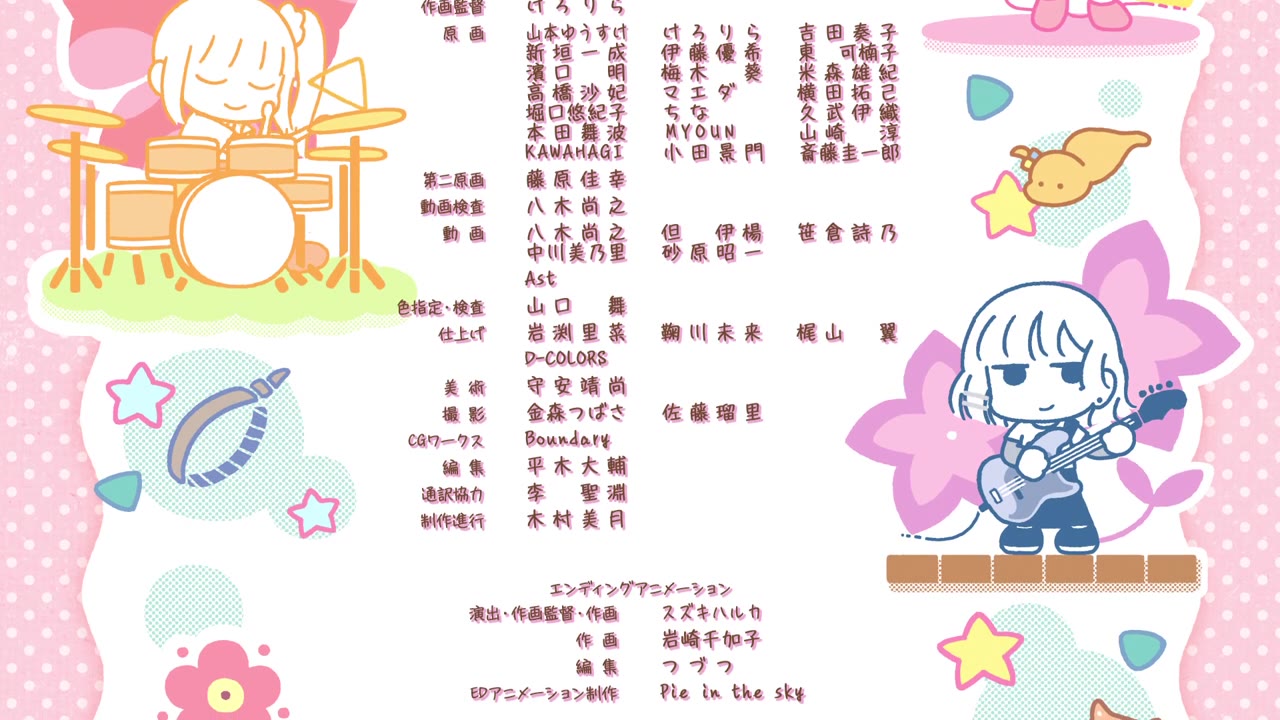 作画監督 けろりら
原画 山本ゆうすけ けろりら 吉田奏子
新垣一成 伊藤優希 東 可楠子
濱口 明 梅木 葵 米森雄紀
高橋沙妃 マエダ 横田拓己
堀口悠紀子 ちな 久武伊織
本田舞波 MYOUN 山崎 淳
KAWAHAGI 小田景門 斎藤圭一郎
第二原画 藤原佳幸
動画検査 八木尚之
動画 八木尚之 但 伊楊 笹倉詩乃
中川美乃里 砂原昭一
Ast
色指定・検査 山口 舞
仕上げ 岩渕里菜 鞠川未来 梶山 翼
D-COLORS
美術 守安靖尚
撮影 金森つばさ 佐藤瑠里
CGワークス Boundary
編集 平木大輔
通訳協力 李 聖淵
制作進行 木村美月
エンディングアニメーション
演出・作画監督・作画 スズキハルカ
作画 岩崎千加子
編集 つづつ
EDアニメーション制作 Pie in the sky